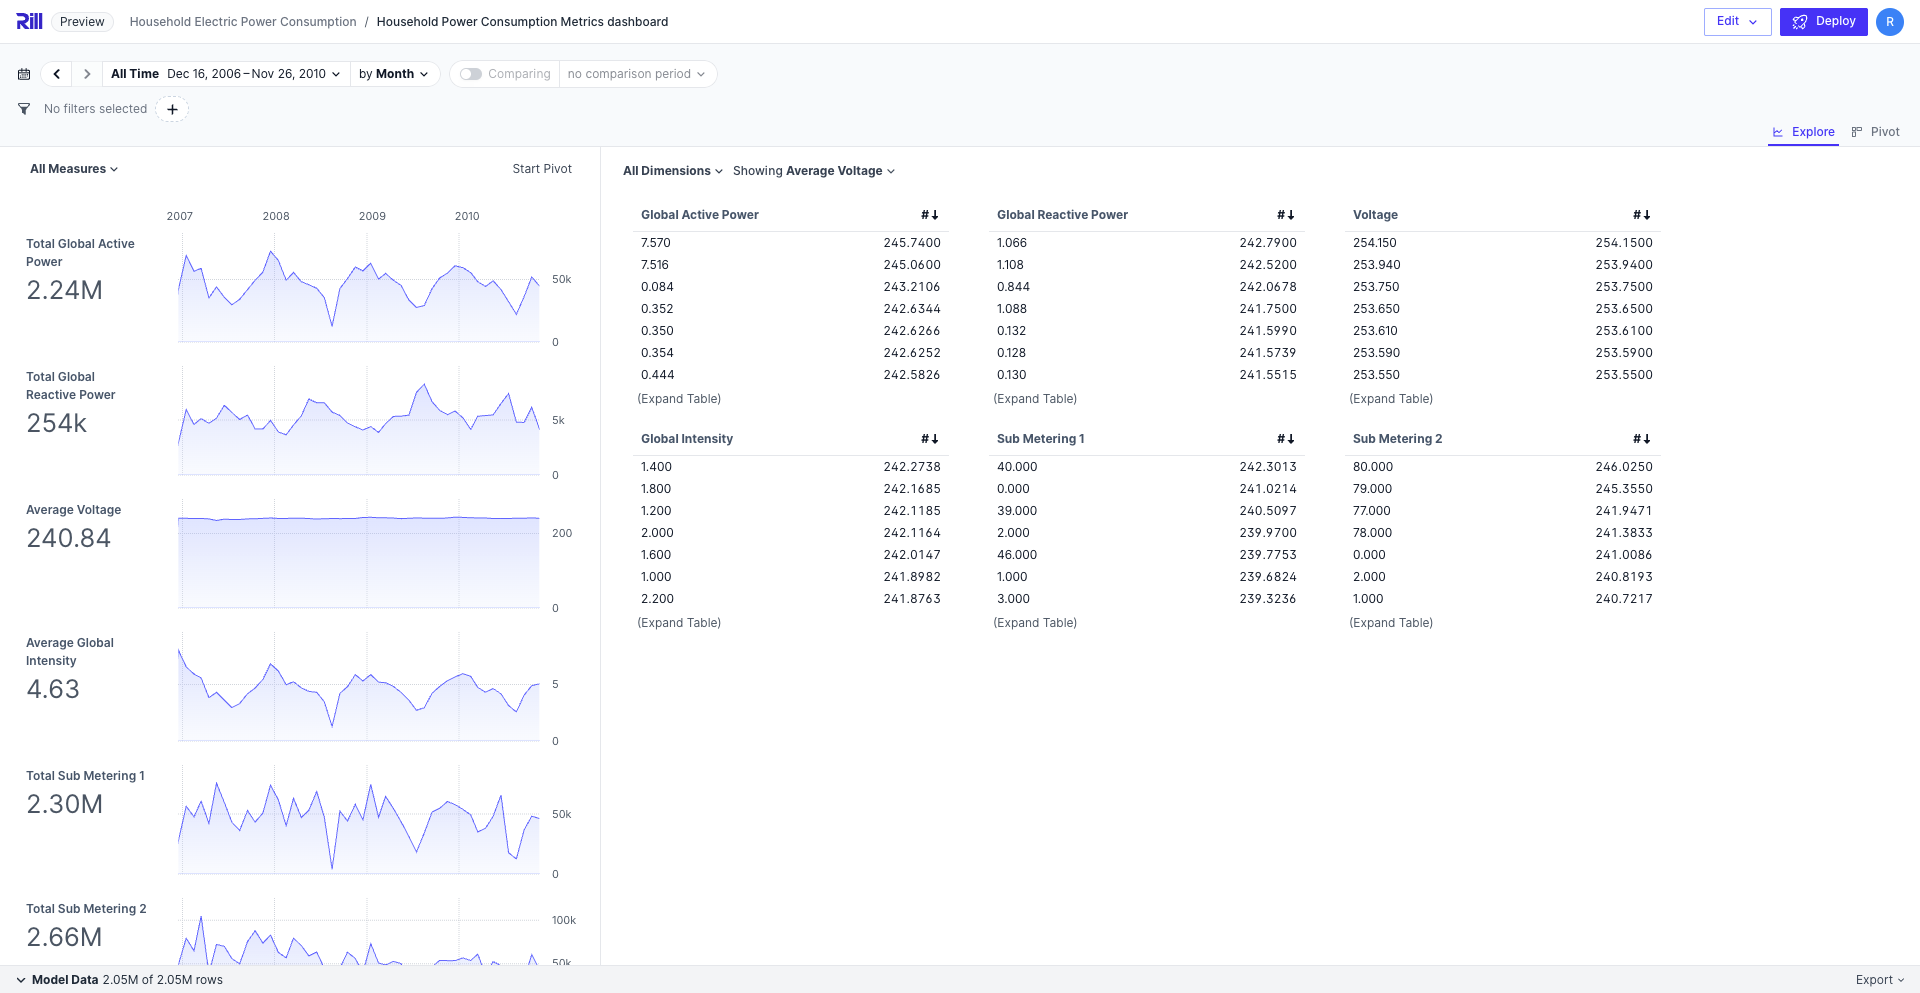 Rill Preview Household Electric Power Consumption / Household Power Consumption Metrics dashboard Edit Deploy R
All Time Dec 16, 2006 – Nov 26, 2010 by Month Comparing no comparison period
No filters selected +
Explore Pivot
All Measures Start Pivot
2007 2008 2009 2010
Total Global Active
Power
2.24M
50k
0
Total Global
Reactive Power
254k
5k
0
Average Voltage
240.84
200
0
Average Global
Intensity
4.63
5
0
Total Sub Metering 1
2.30M
50k
0
Total Sub Metering 2
2.66M
100k
50k
All Dimensions Showing Average Voltage
Global Active Power #↓
7.570 245.7400
7.516 245.0600
0.084 243.2106
0.352 242.6344
0.350 242.6266
0.354 242.6252
0.444 242.5826
(Expand Table)
Global Reactive Power #↓
1.066 242.7900
1.108 242.5200
0.844 242.0678
1.088 241.7500
0.132 241.5990
0.128 241.5739
0.130 241.5515
(Expand Table)
Voltage #↓
254.150 254.1500
253.940 253.9400
253.750 253.7500
253.650 253.6500
253.610 253.6100
253.590 253.5900
253.550 253.5500
(Expand Table)
Global Intensity #↓
1.400 242.2738
1.800 242.1685
1.200 242.1185
2.000 242.1164
1.600 242.0147
1.000 241.8982
2.200 241.8763
(Expand Table)
Sub Metering 1 #↓
40.000 242.3013
0.000 241.0214
39.000 240.5097
2.000 239.9700
46.000 239.7753
1.000 239.6824
3.000 239.3236
(Expand Table)
Sub Metering 2 #↓
80.000 246.0250
79.000 245.3550
77.000 241.9471
78.000 241.3833
0.000 241.0086
2.000 240.8193
1.000 240.7217
(Expand Table)
Model Data 2.05M of 2.05M rows Export